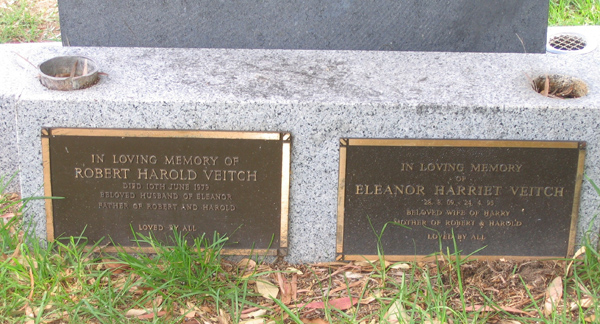 IN LOVING MEMORY OF
ROBERT HAROLD VEITCH
DIED 10TH JUNE 1979
BELOVED HUSBAND OF ELEANOR
FATHER OF ROBERT AND HAROLD
LOVED BY ALL
IN LOVING MEMORY
OF
ELEANOR HARRIET VEITCH
BELOVED WIFE OF HARRY
MOTHER OF ROBERT & HAROLD
LOVED BY ALL